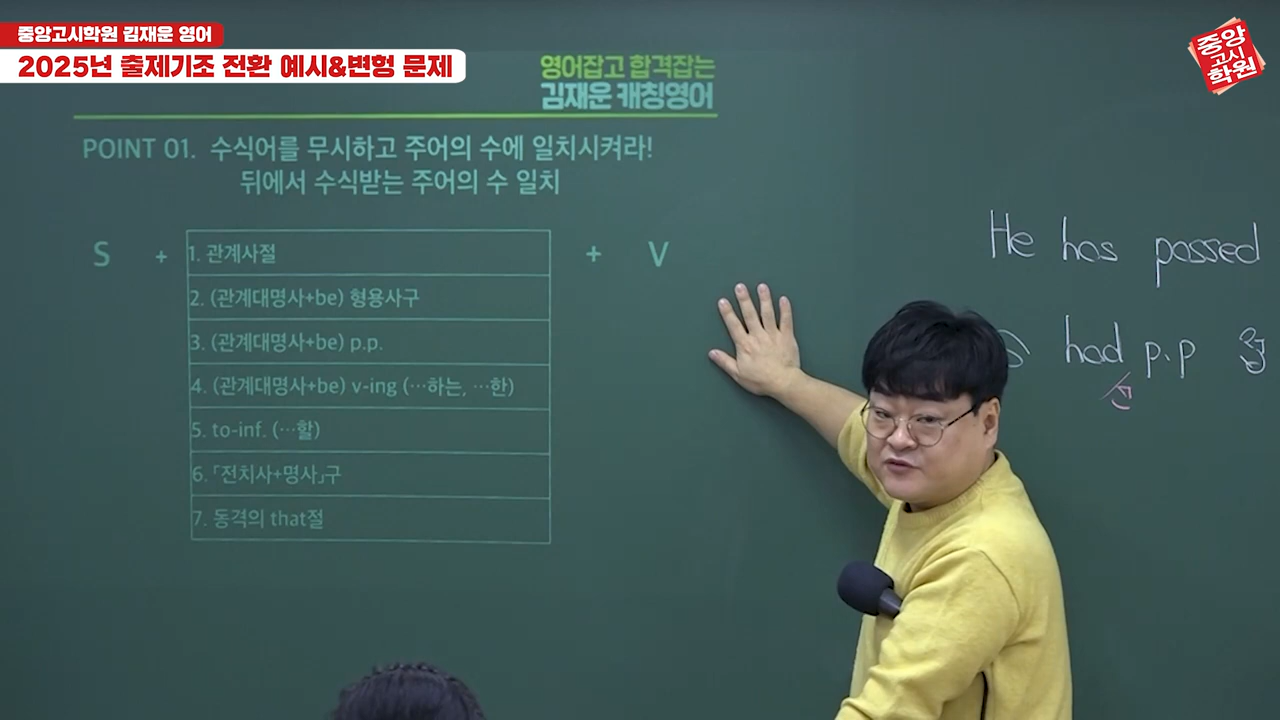 중앙고시학원 김재운 영어
2025년 출제기조 전환 예시&변형 문제
중앙
고시
학원
영어잡고 합격잡는
김재운 캐칭영어
POINT 01. 수식어를 무시하고 주어의 수에 일치시켜라!
뒤에서 수식받는 주어의 수 일치
S + + V
1. 관계사절
2. (관계대명사+be) 형용사구
3. (관계대명사+be) p.p.
4. (관계대명사+be) v-ing (…하는, …한)
5. to-inf. (…할)
6. 「전치사+명사」구
7. 동격의 that절
He has passed
had p.p